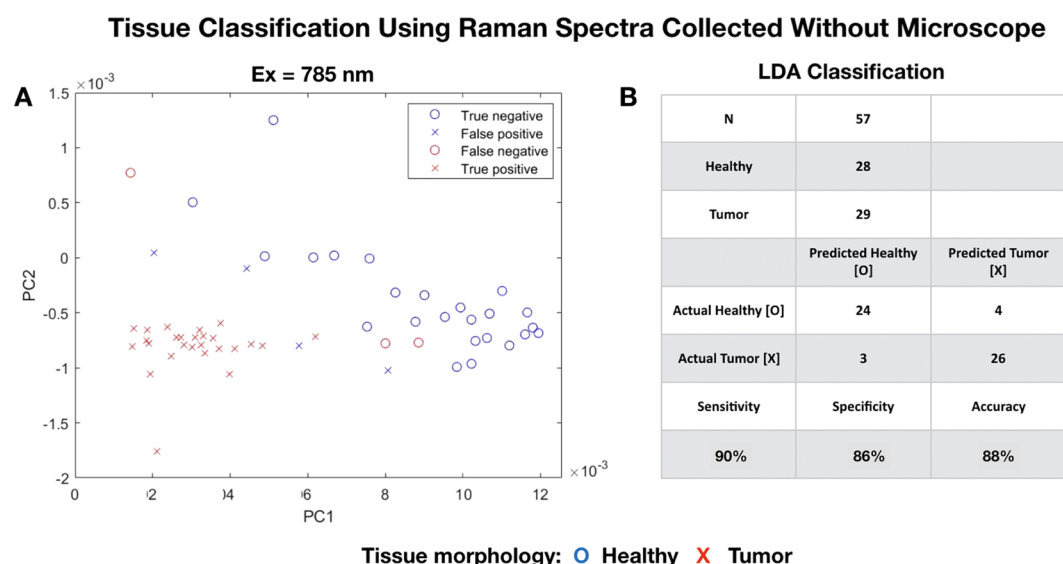 Tissue Classification Using Raman Spectra Collected Without Microscope
A
Ex = 785 nm
×10⁻³
1.5
1
0.5
0
-0.5
-1
-1.5
-2
PC2
0
)2
)4
)6
8
10
12
×10⁻³
PC1
True negative
False positive
False negative
True positive
B
LDA Classification
N 57
Healthy 28
Tumor 29
Predicted Healthy Predicted Tumor
[O] [X]
Actual Healthy [O] 24 4
Actual Tumor [X] 3 26
Sensitivity Specificity Accuracy
90% 86% 88%
Tissue morphology: O Healthy X Tumor